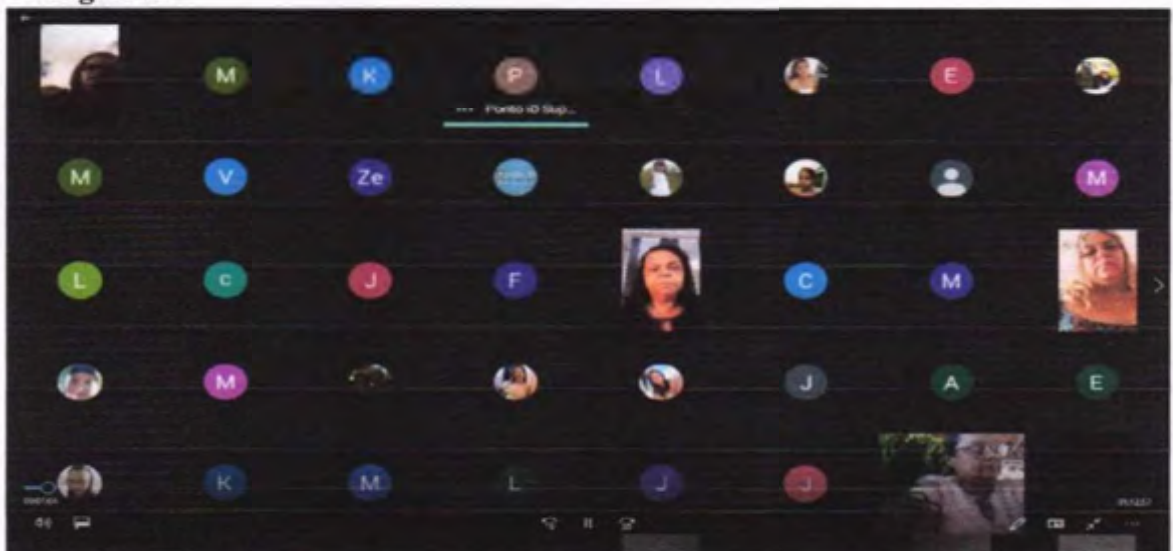 M K P L E
--- Ponto iD Sup...
M V Ze M
L c J F C M
M J A E
K M L J J